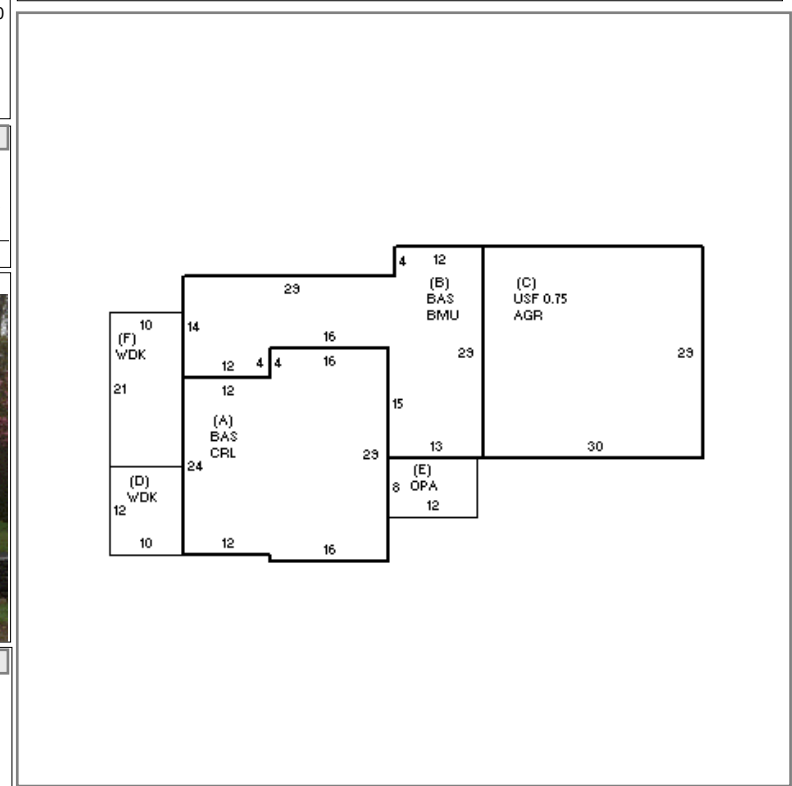 4 12
(B)
BAS
BMU
(C)
USF 0.75
AGR
29
10
14
(F)
WDK
16
12 4 4 16
29
29
21
12
15
(A)
BAS
CRL
13
30
29
24
(D)
WDK
12
(E)
8 OPA
12
10
12
16